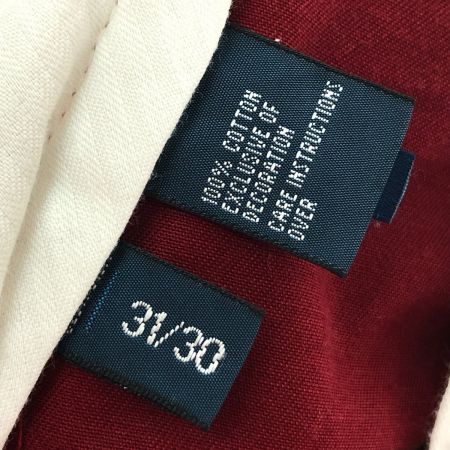 100% COTTON
EXCLUSIVE OF
DECORATION
CARE INSTRUCTIONS
OVER
31/30